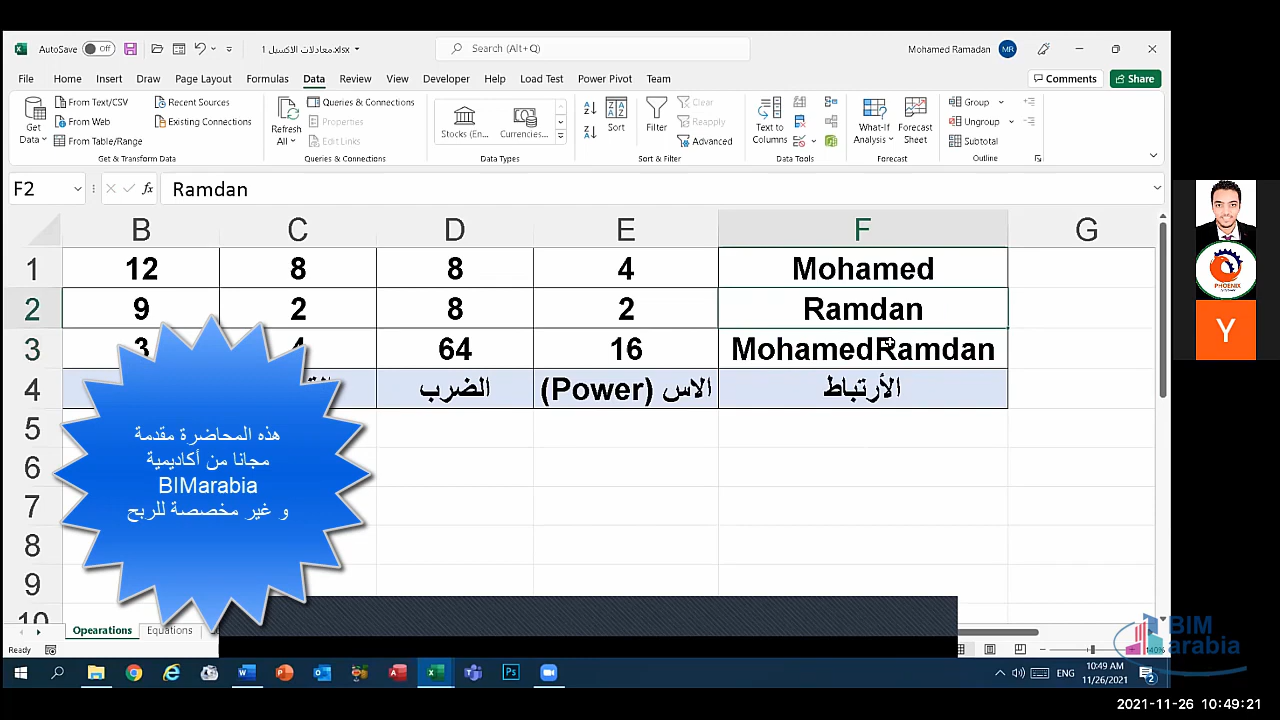 AutoSave Off معادلات الاكسيل 1.xlsx Search (Alt+Q) Mohamed Ramadan MR
File Home Insert Draw Page Layout Formulas Data Review View Developer Help Load Test Power Pivot Team Comments Share
Get Data
From Text/CSV
From Web
From Table/Range
Recent Sources
Existing Connections
Get & Transform Data
Refresh All
Queries & Connections
Properties
Edit Links
Queries & Connections
Stocks (En... Currencies...
Data Types
Sort
Filter
Clear
Reapply
Advanced
Sort & Filter
Text to Columns
Data Tools
What-If Analysis
Forecast Sheet
Forecast
Group
Ungroup
Subtotal
Outline
F2 fx Ramdan
B C D E F G
1 12 8 8 4 Mohamed
2 9 2 8 2 Ramdan
3 3 64 16 MohamedRamdan
4 الضرب الاس (Power) الأرتباط
5
6
7
8
9
10
هذه المحاضرة مقدمة
مجانا من أكاديمية
BIMarabia
و غير مخصصة للربح
Y
PHOENIX
Opearations Equations
Ready 140%
BIM
arabia
ENG 10:49 AM
11/26/2021 2
2021-11-26 10:49:21